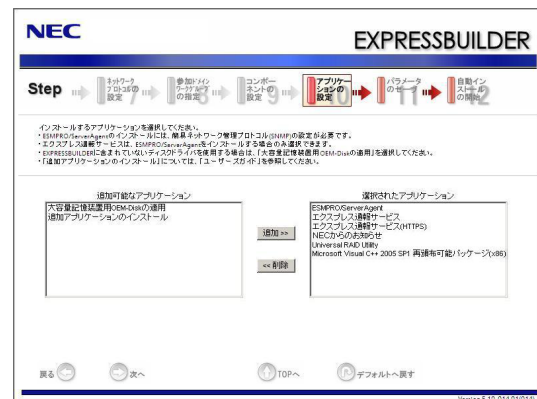 NEC
EXPRESSBUILDER
Step
ネットワーク
プロトコルの
設定 7
参加ドメイン
ワークグループ
の指定 8
コンポー
ネントの
設定 9
アプリケー
ションの
設定 10
パラメータ
のセーブ 11
自動イン
ストール
の開始 12
インストールするアプリケーションを選択してください。
・ESMPRO/ServerAgentのインストールには、簡易ネットワーク管理プロトコル(SNMP)の設定が必要です。
・エクスプレス通報サービスは、ESMPRO/ServerAgentをインストールする場合のみ選択できます。
・EXPRESSBUILDERに含まれていないディスクドライバを使用する場合は、「大容量記憶装置用OEM-Diskの適用」を選択してください。
・「追加アプリケーションのインストール」については、「ユーザーズガイド」を参照してください。
追加可能なアプリケーション
大容量記憶装置用OEM-Diskの適用
追加アプリケーションのインストール
追加 >>
<< 削除
選択されたアプリケーション
ESMPRO/ServerAgent
エクスプレス通報サービス
エクスプレス通報サービス(HTTPS)
NECからのお知らせ
Universal RAID Utility
Microsoft Visual C++ 2005 SP1 再頒布可能パッケージ(x86)
戻る
次へ
TOPへ
デフォルトへ戻す